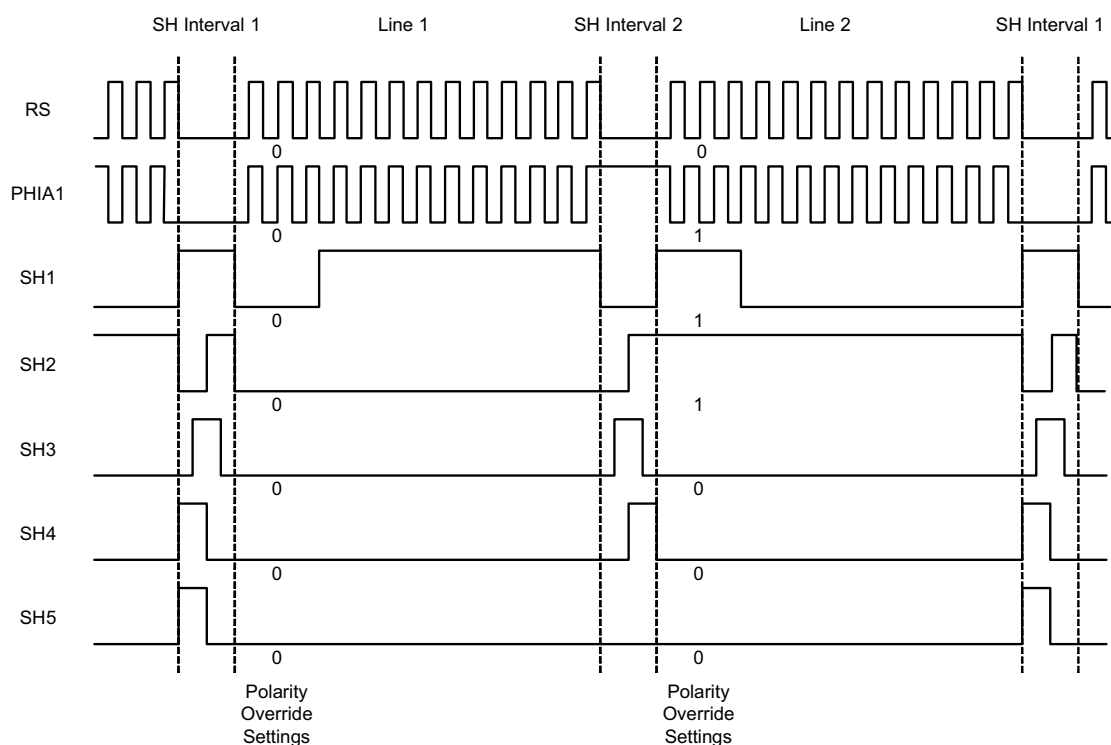 SH Interval 1 Line 1 SH Interval 2 Line 2 SH Interval 1
RS
0 0
PHIA1
0 1
SH1
0 1
SH2
0 1
SH3
0 0
SH4
0 0
SH5
0 0
Polarity Override Settings
Polarity Override Settings